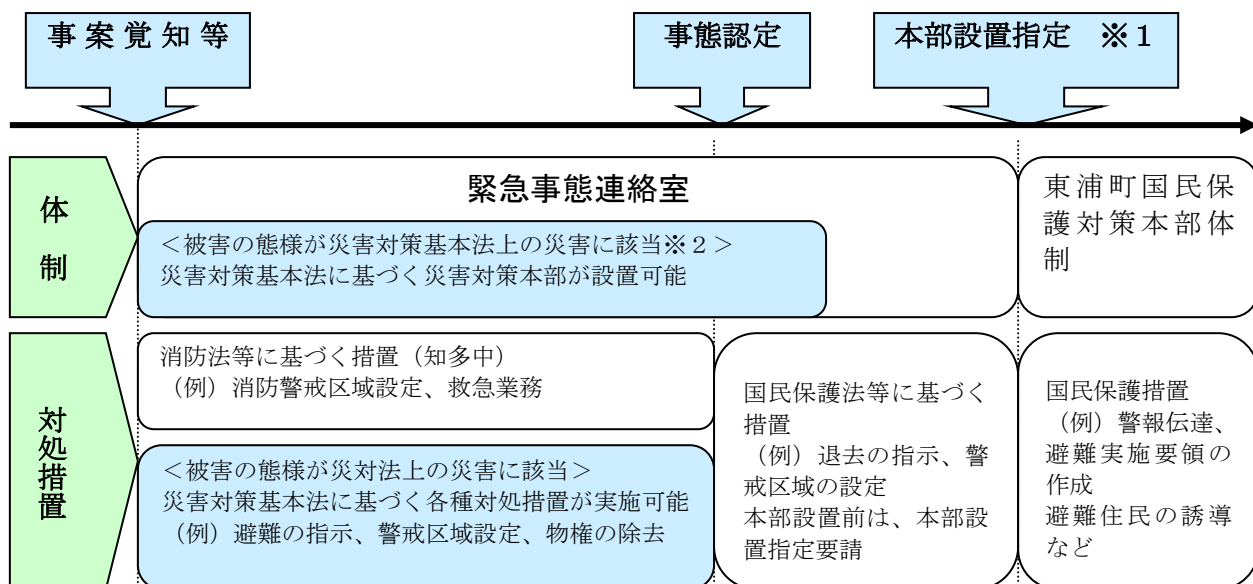 事案覚知等
事態認定
本部設置指定　※１
体制
緊急事態連絡室
＜被害の態様が災害対策基本法上の災害に該当※２＞
災害対策基本法に基づく災害対策本部が設置可能
東浦町国民保
護対策本部体
制
対処措置
消防法等に基づく措置（知多中）
（例）消防警戒区域設定、救急業務
＜被害の態様が災対法上の災害に該当＞
災害対策基本法に基づく各種対処措置が実施可能
（例）避難の指示、警戒区域設定、物権の除去
国民保護法等に基づく
措置
（例）退去の指示、警
戒区域の設定
本部設置前は、本部設
置指定要請
国民保護措置
（例）警報伝達、
避難実施要領の
作成
避難住民の誘導
など